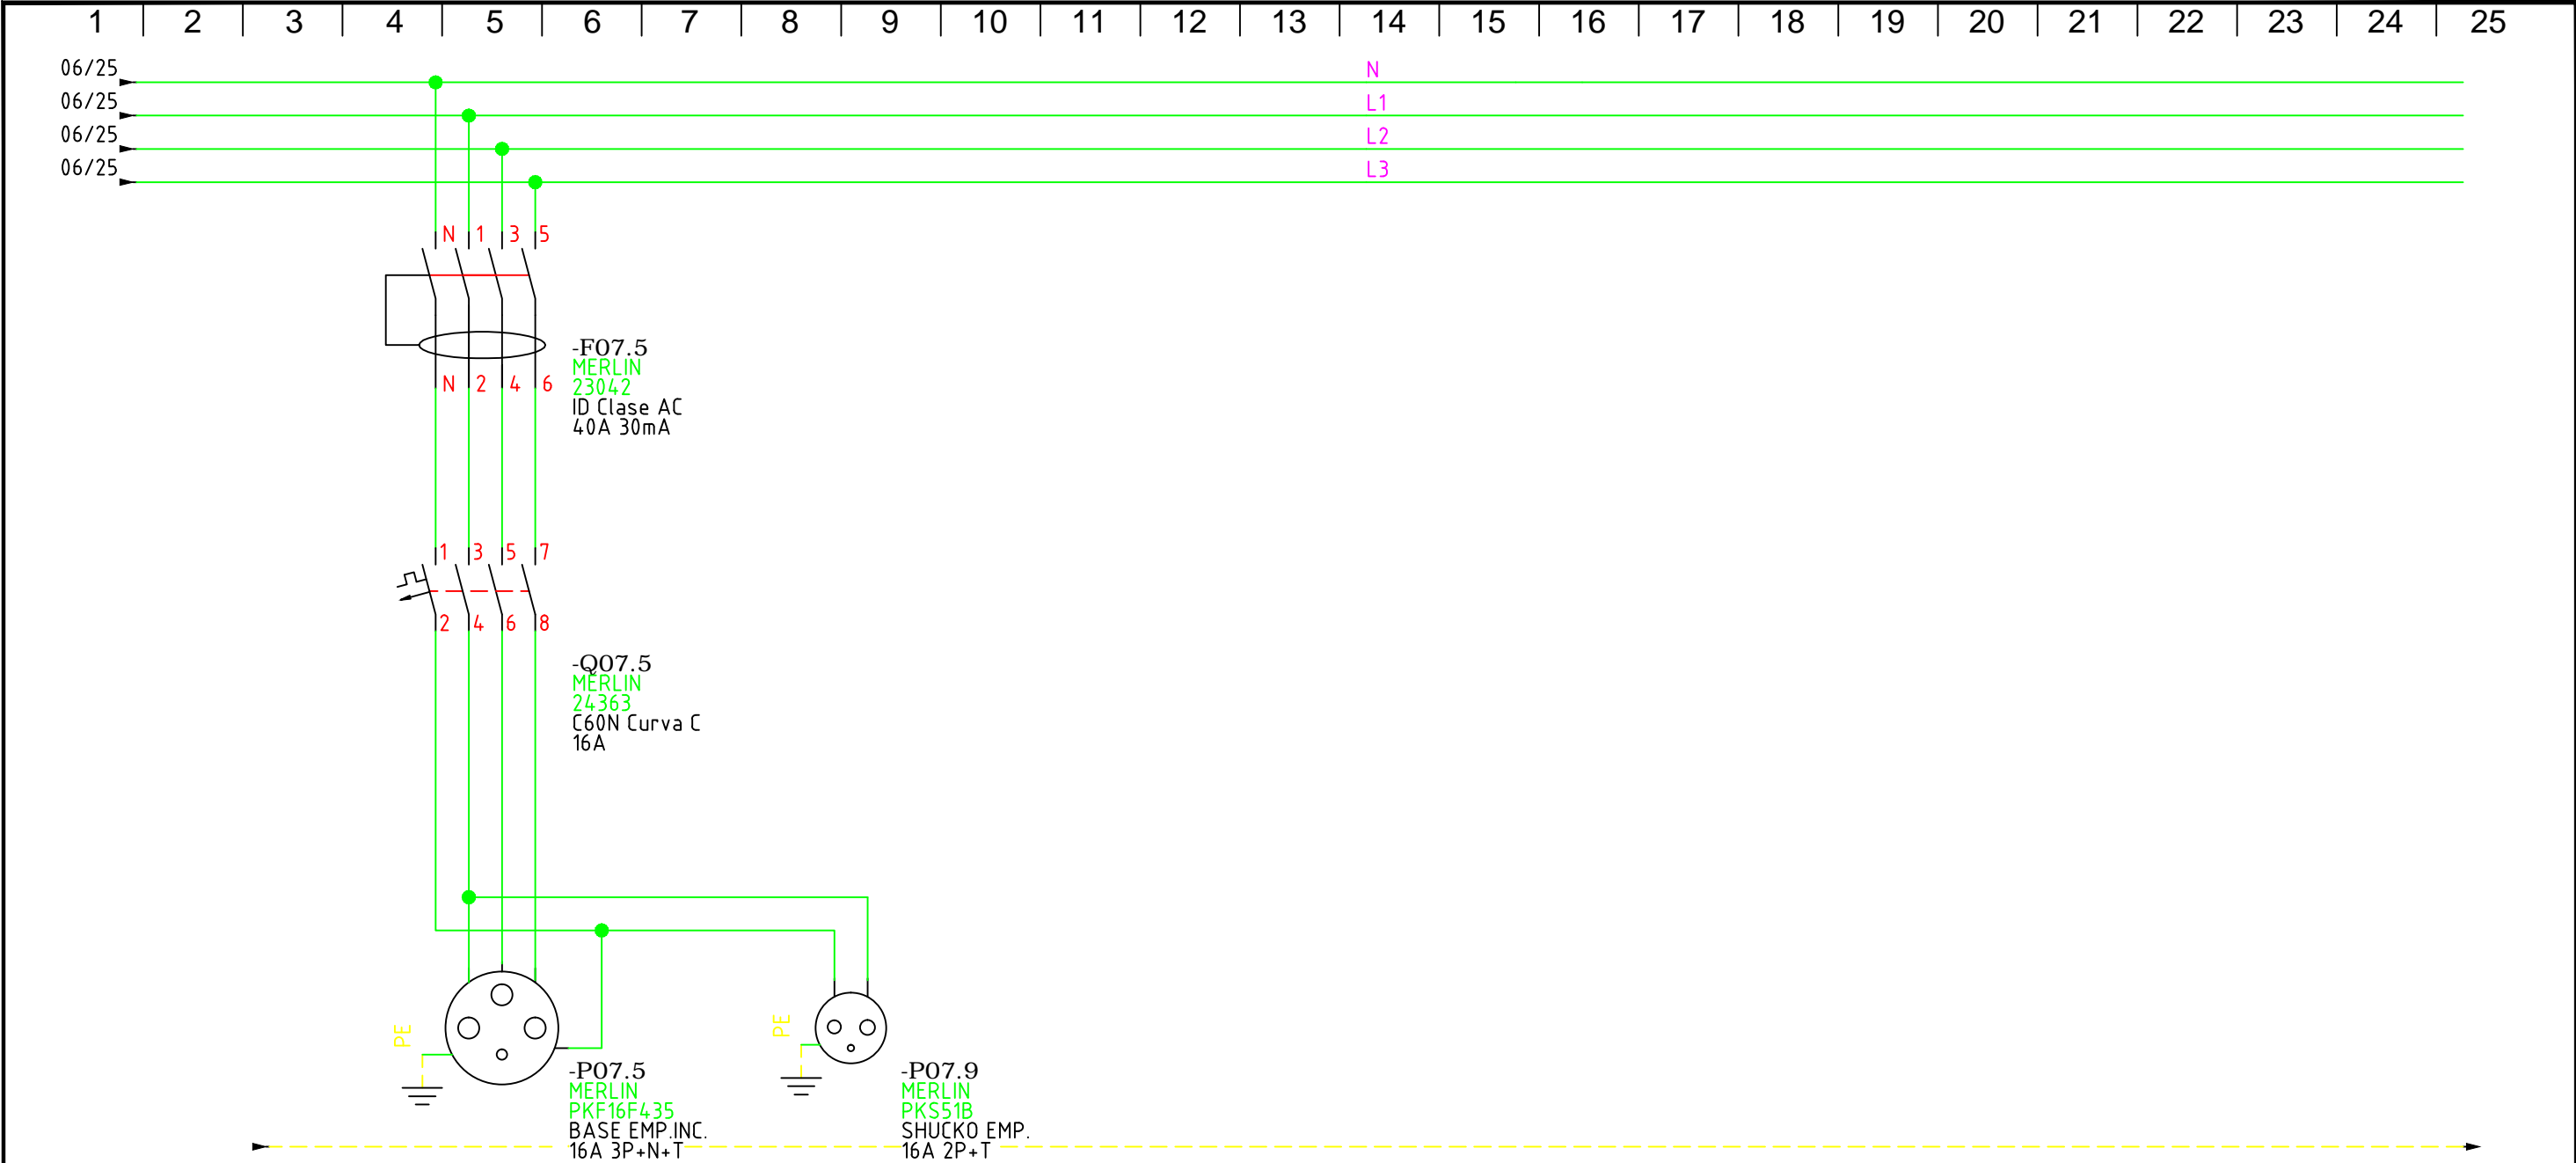 1 2 3 4 5 6 7 8 9 10 11 12 13 14 15 16 17 18 19 20 21 22 23 24 25
06/25 N
06/25 L1
06/25 L2
06/25 L3
N 1 3 5
-F07.5
MERLIN
23042
ID Clase AC
40A 30mA
N 2 4 6
1 3 5 7
2 4 6 8
-Q07.5
MERLIN
24363
C60N Curva C
16A
PE
PE
-P07.5
MERLIN
PKF16F435
BASE EMP.INC.
16A 3P+N+T
-P07.9
MERLIN
PKS51B
SHUCKO EMP.
16A 2P+T